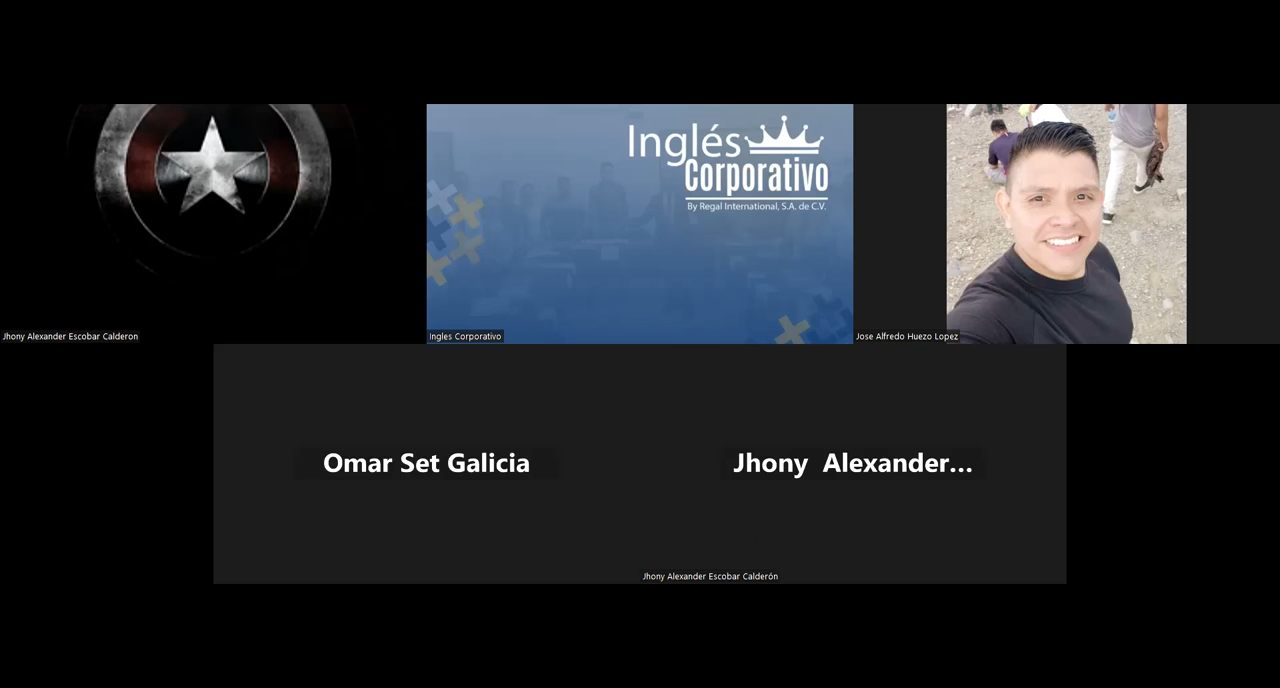 Inglés
Corporativo
By Regal International, S.A. de C.V.
Jhony Alexander Escobar Calderon
Ingles Corporativo
Jose Alfredo Huezo Lopez
Omar Set Galicia
Jhony Alexander...
Jhony Alexander Escobar Calderón